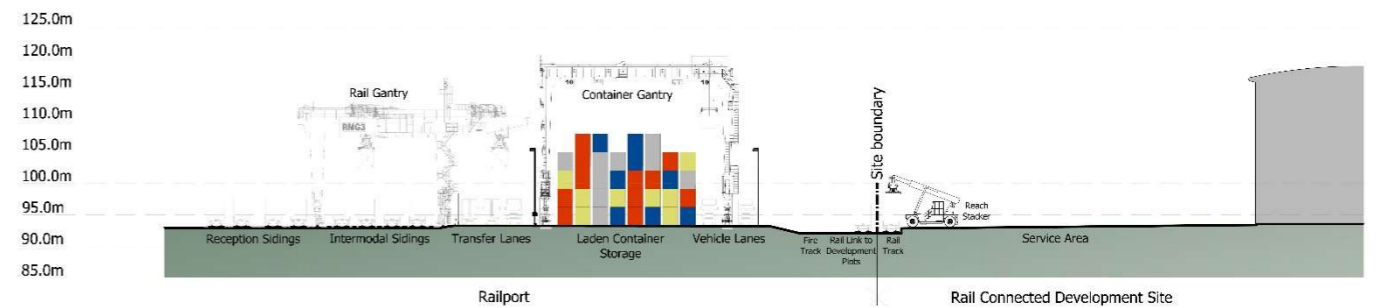 125.0m
120.0m
115.0m
110.0m
105.0m
100.0m
95.0m
90.0m
85.0m
Rail Gantry
RMG3
Container Gantry
Site boundary
Reach
Stacker
Reception Sidings
Intermodal Sidings
Transfer Lanes
Laden Container
Storage
Vehicle Lanes
Fire
Track
Rail Link to
Development
Plots
Rail
Track
Service Area
Railport
Rail Connected Development Site